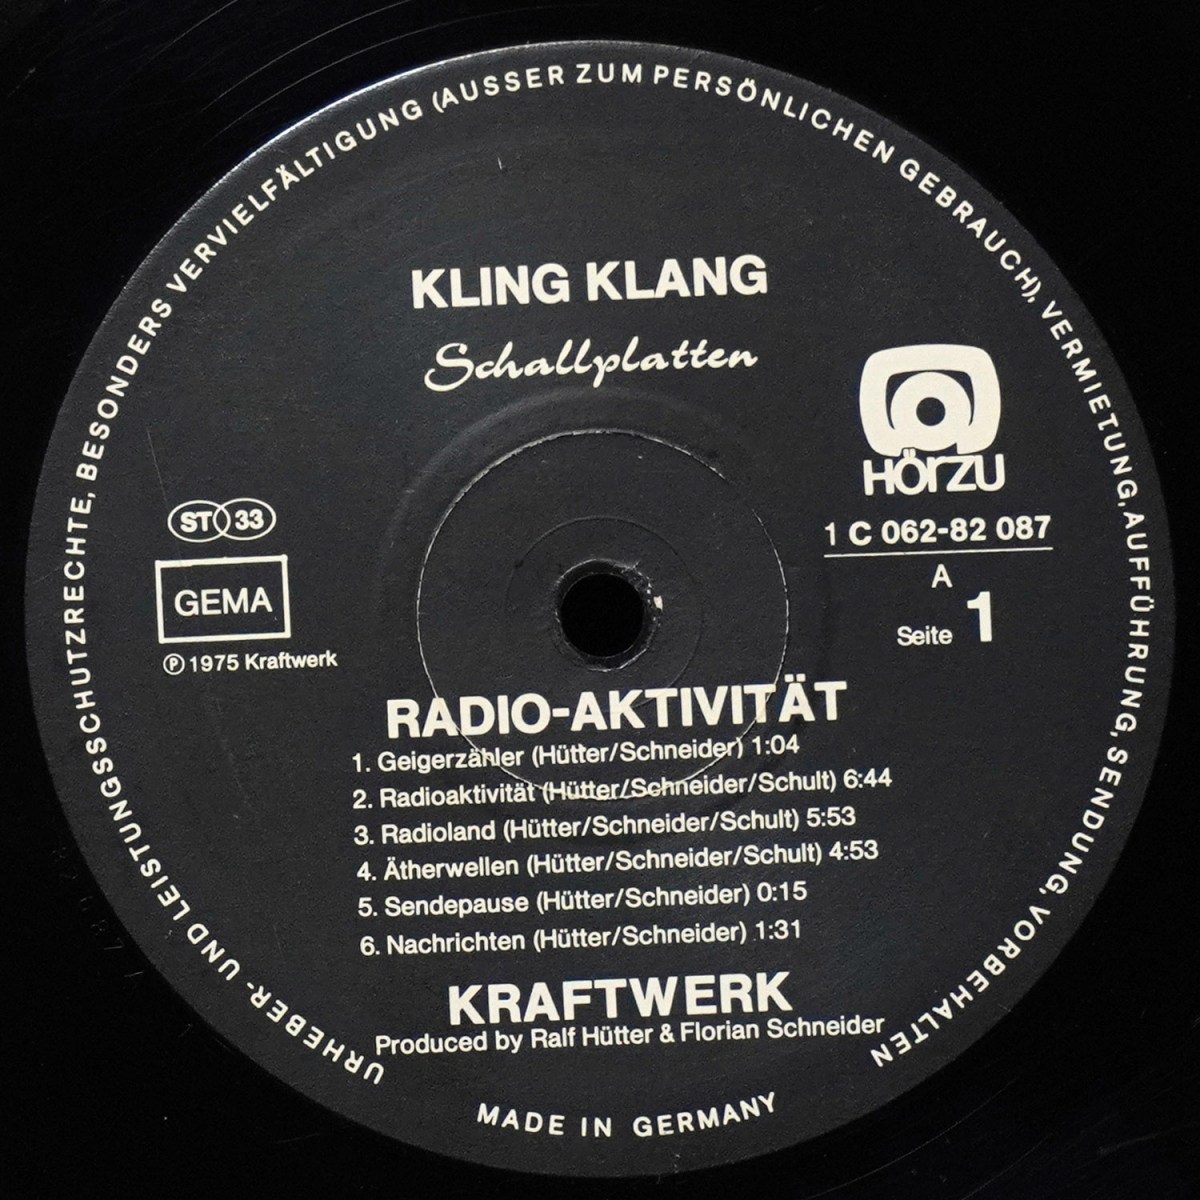 URHEBER- UND LEISTUNGSSCHUTZRECHTE, BESONDERS VERVIELFÄLTIGUNG (AUSSER ZUM PERSÖNLICHEN GEBRAUCH), VERMIETUNG, AUFFÜHRUNG, SENDUNG, VORBEHALTEN
KLING KLANG
Schallplatten
HÖRZU
ST 33
1 C 062-82 087
GEMA
A
Seite 1
℗ 1975 Kraftwerk
RADIO-AKTIVITÄT
1. Geigerzähler (Hütter/Schneider) 1:04
2. Radioaktivität (Hütter/Schneider/Schult) 6:44
3. Radioland (Hütter/Schneider/Schult) 5:53
4. Ätherwellen (Hütter/Schneider/Schult) 4:53
5. Sendepause (Hütter/Schneider) 0:15
6. Nachrichten (Hütter/Schneider) 1:31
KRAFTWERK
Produced by Ralf Hütter & Florian Schneider
MADE IN GERMANY